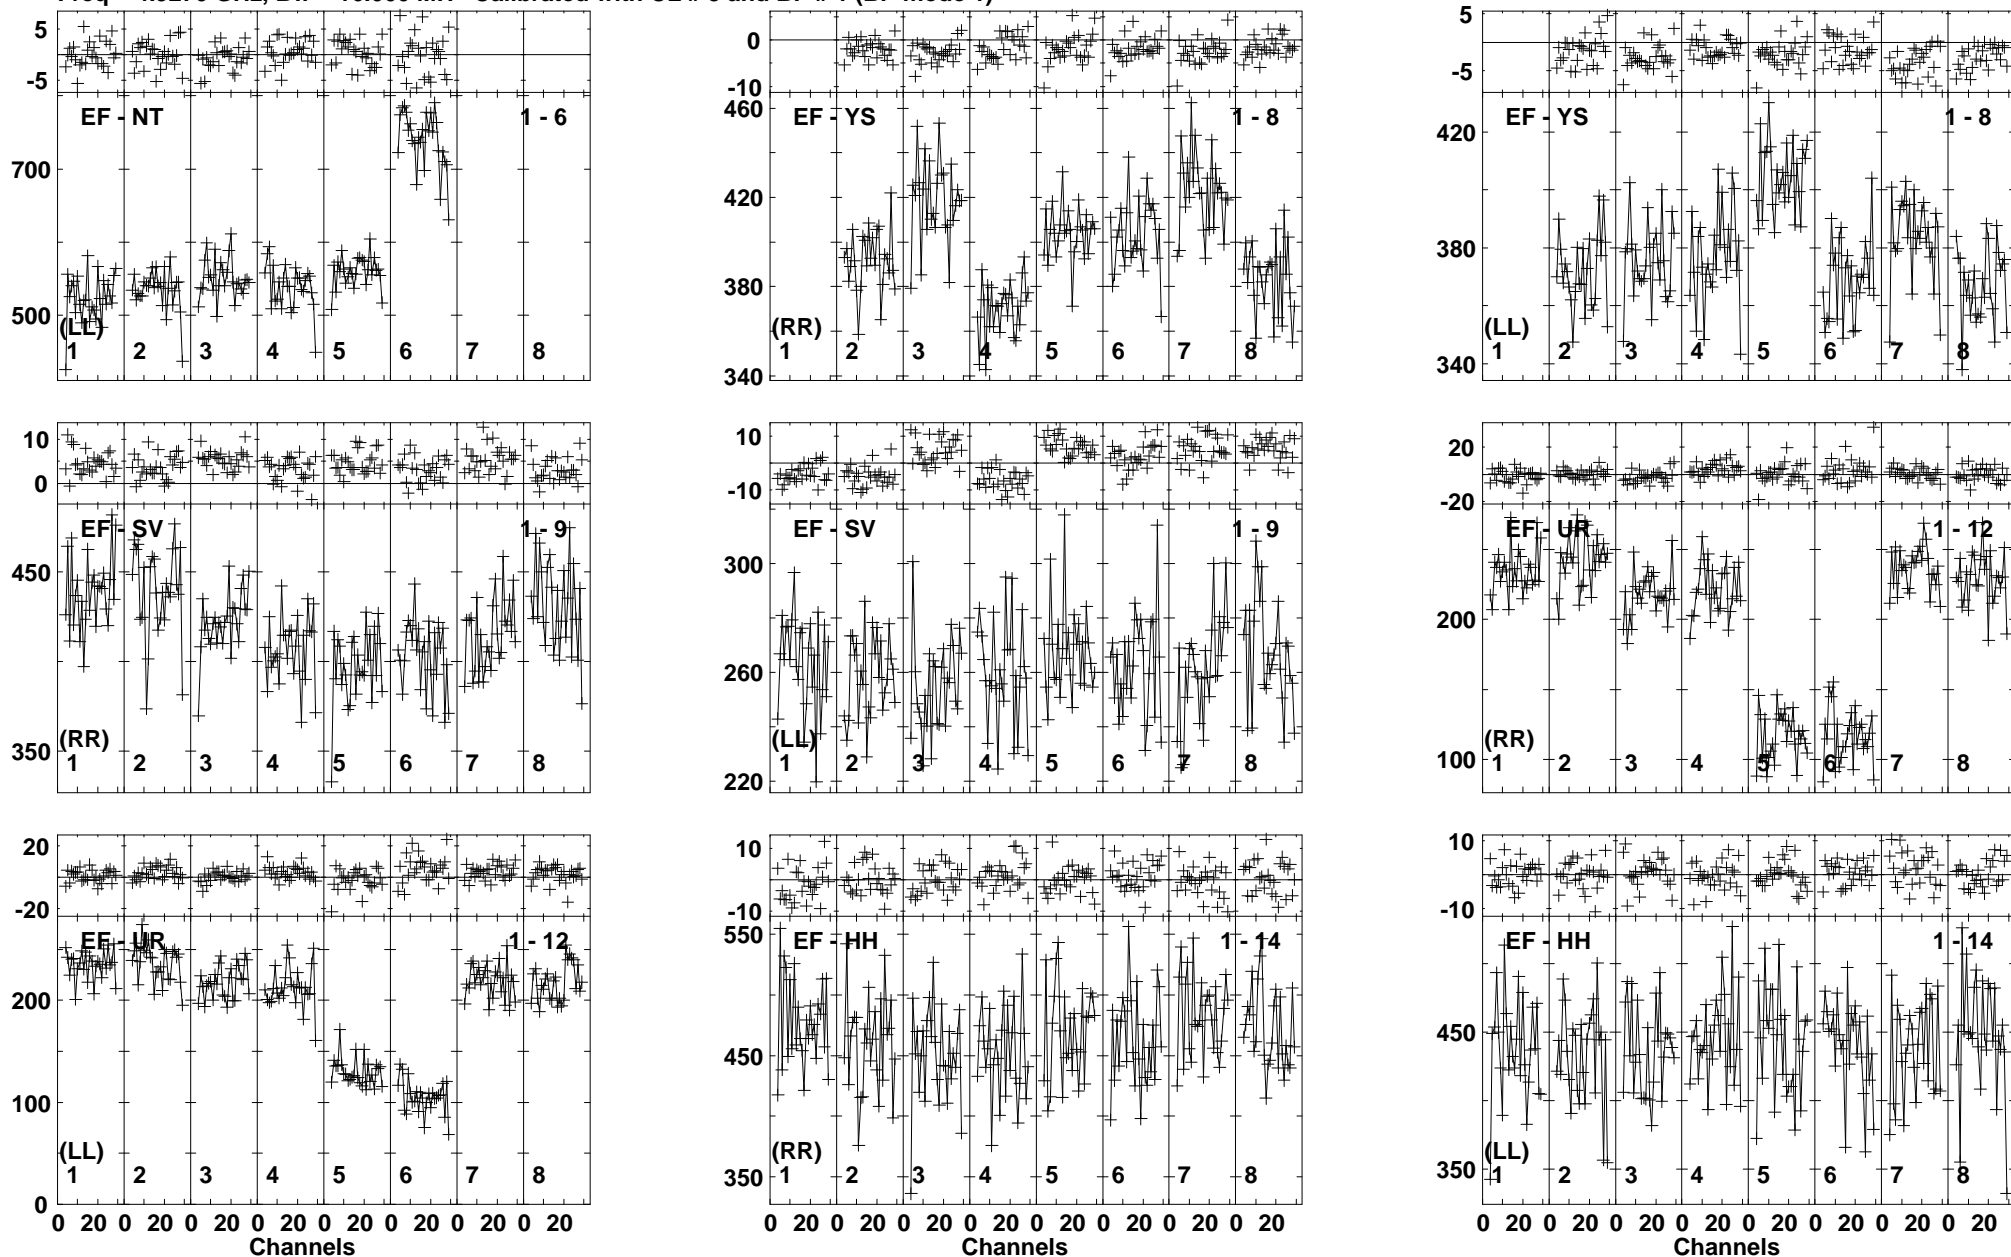 5 0 -5
EF - NT 1 - 6
700
500
(LL)
1 2 3 4 5 6 7 8
0 -10
460 EF - YS 1 - 8
420
380
(RR)
340
1 2 3 4 5 6 7 8
5 -5
EF - YS 1 - 8
420
380
(LL)
340
1 2 3 4 5 6 7 8
10 0
EF - SV 1 - 9
450
(RR)
350
1 2 3 4 5 6 7 8
10 -10
EF - SV 1 - 9
300
260
(LL)
220
1 2 3 4 5 6 7 8
20 -20
EF - UR 1 - 12
200
(RR)
100
1 2 3 4 5 6 7 8
20 -20
EF - UR 1 - 12
200
100
(LL)
1 2 3 4 5 6 7 8
0
0 20 0 20 0 20 0 20 0 20 0 20 0 20 0 20
Channels
10 -10
550 EF - HH 1 - 14
450
(RR)
350
1 2 3 4 5 6 7 8
0 20 0 20 0 20 0 20 0 20 0 20 0 20 0 20
Channels
10 -10
EF - HH 1 - 14
450
(LL)
350
1 2 3 4 5 6 7 8
0 20 0 20 0 20 0 20 0 20 0 20 0 20 0 20
Channels